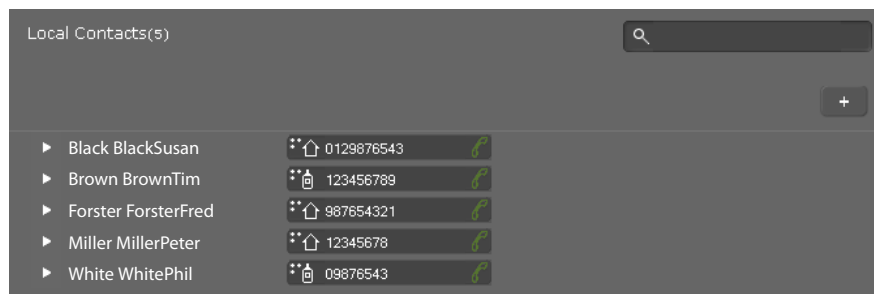 Local Contacts(5)
+
Black BlackSusan 0129876543
Brown BrownTim 123456789
Forster ForsterFred 987654321
Miller MillerPeter 12345678
White WhitePhil 09876543